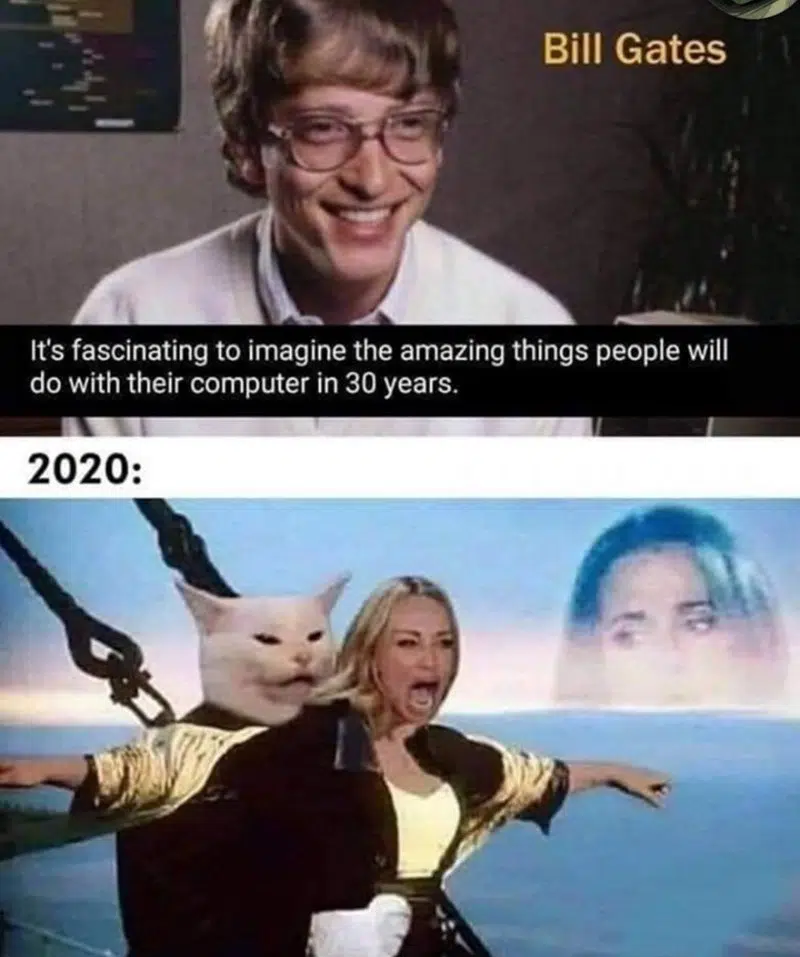 Bill Gates
It's fascinating to imagine the amazing things people will
do with their computer in 30 years.
2020: